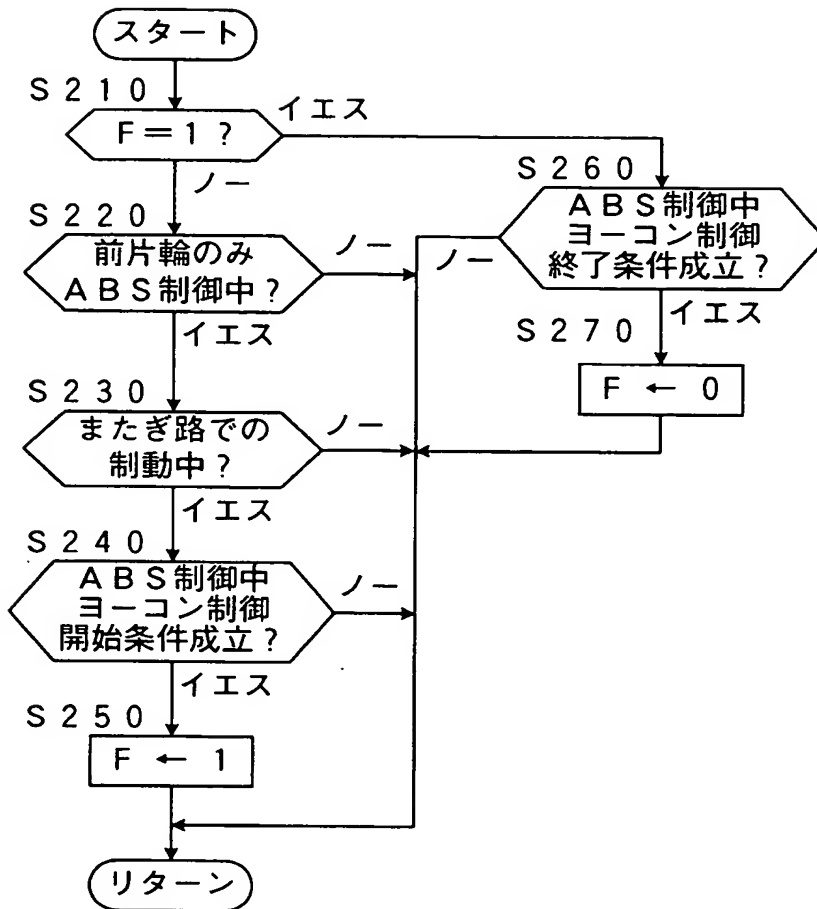 スタート
S210
F＝1？
イエス
ノー
S260
ABS制御中
ヨーコン制御
終了条件成立？
ノー
イエス
S220
前片輪のみ
ABS制御中？
ノー
イエス
S270
F ← 0
S230
またぎ路での
制動中？
ノー
イエス
S240
ABS制御中
ヨーコン制御
開始条件成立？
ノー
イエス
S250
F ← 1
リターン